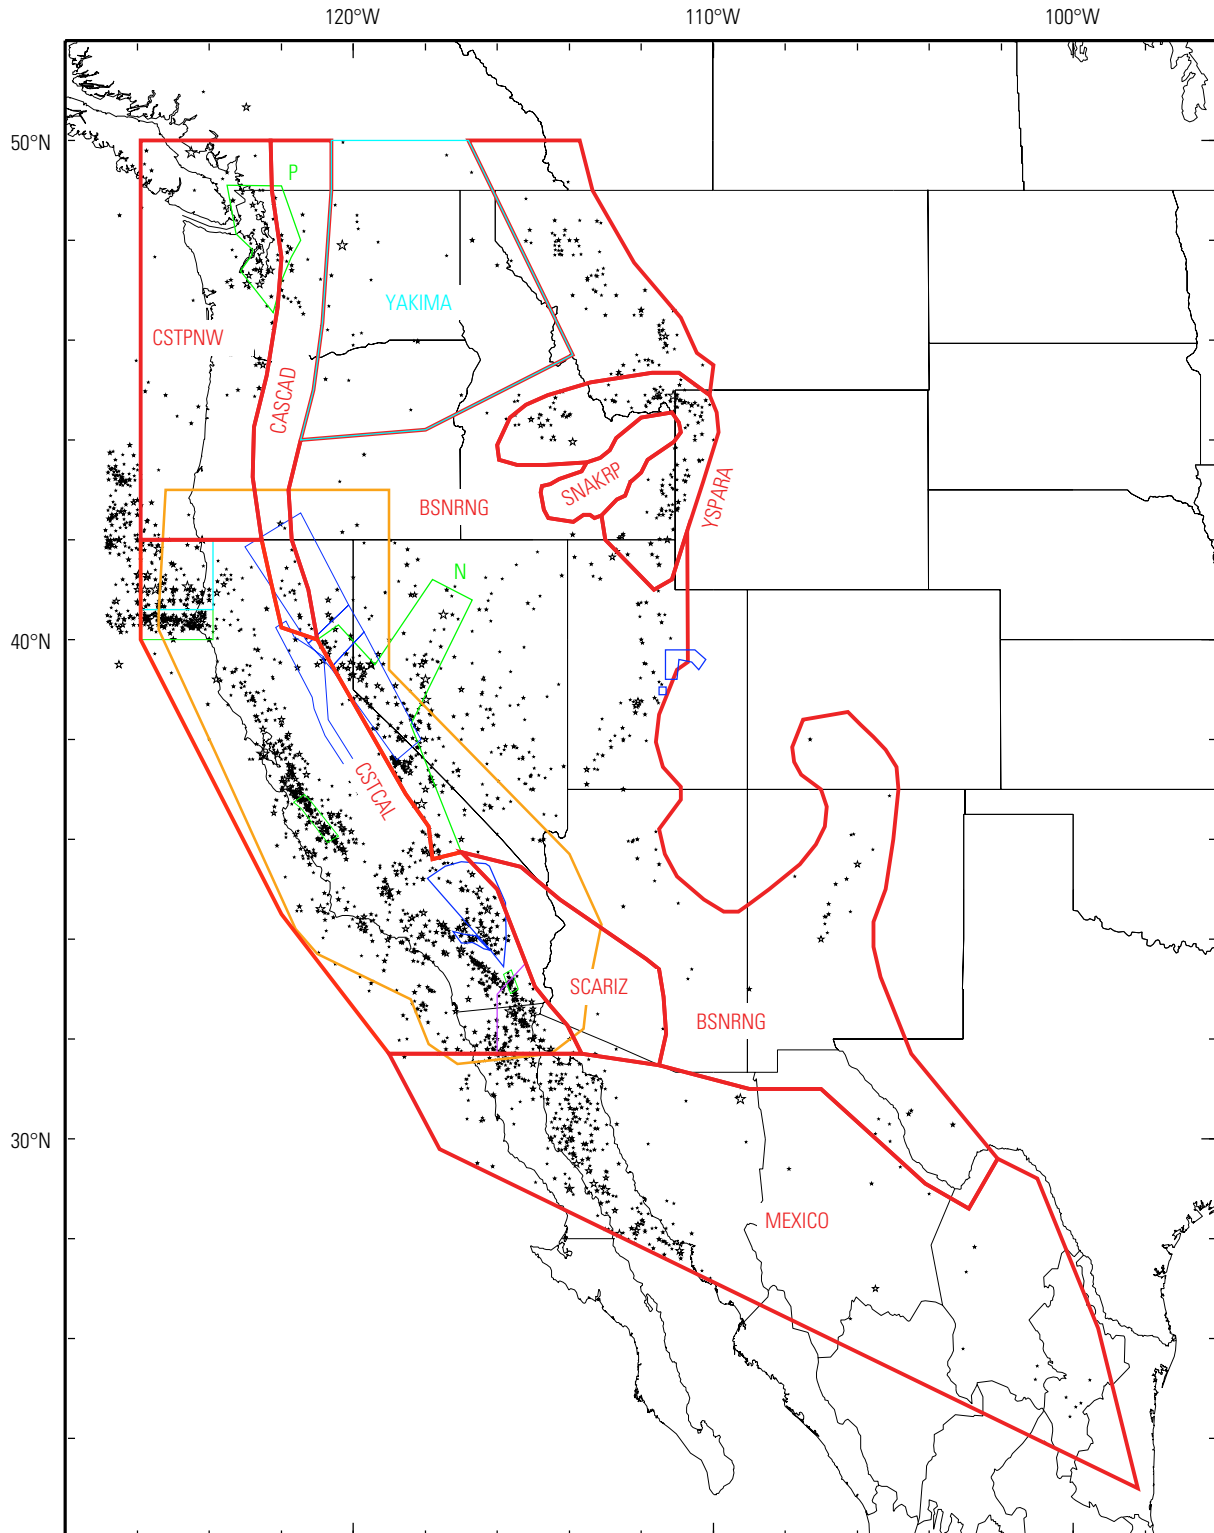 120°W
110°W
100°W
50°N
P
YAKIMA
CSTPNW
CASCAD
SNAKRP
YSPARA
BSNRNG
N
40°N
CSTCAL
SCARIZ
BSNRNG
30°N
MEXICO